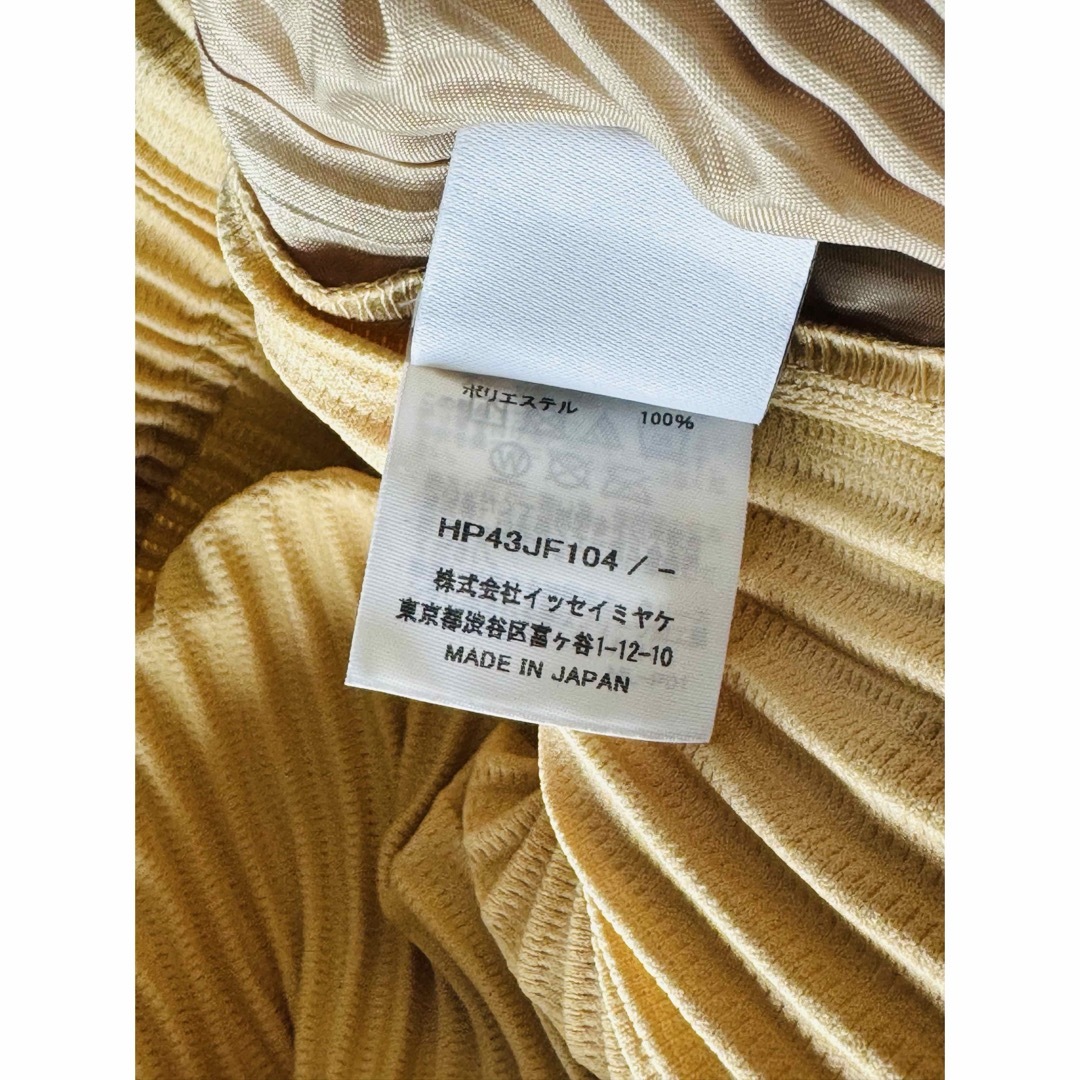 ポリエステル 100%
HP43JF104 / −
株式会社イッセイミヤケ
東京都渋谷区富ヶ谷1-12-10
MADE IN JAPAN